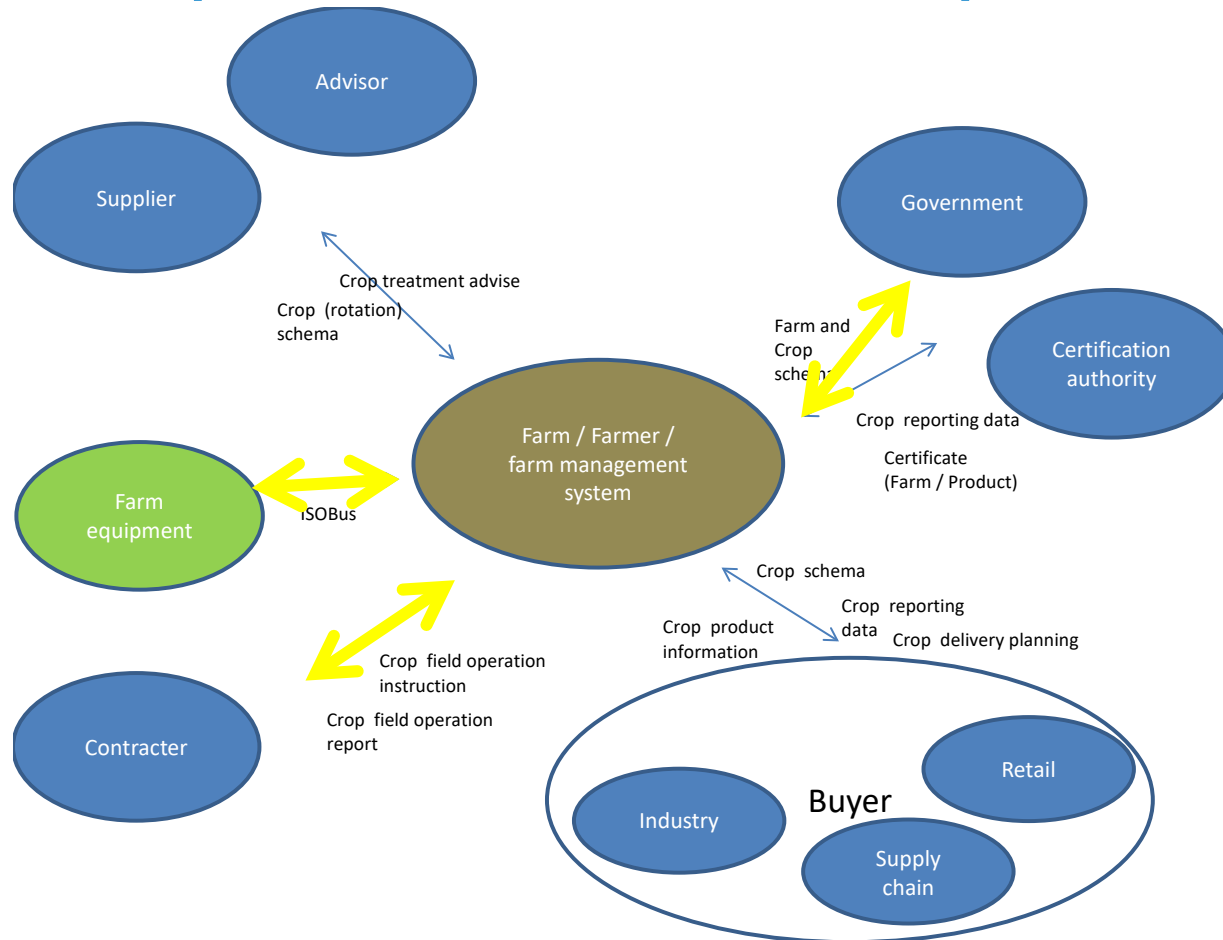 Advisor
Supplier
Government
Crop treatment advise
Crop (rotation)
schema
Farm and
Crop
schema
Certification
authority
Crop reporting data
Certificate
(Farm / Product)
Farm / Farmer /
farm management
system
Farm
equipment
ISOBus
Crop schema
Crop reporting
data
Crop product
information
Crop delivery planning
Crop field operation
instruction
Crop field operation
report
Contracter
Retail
Buyer
Industry
Supply
chain